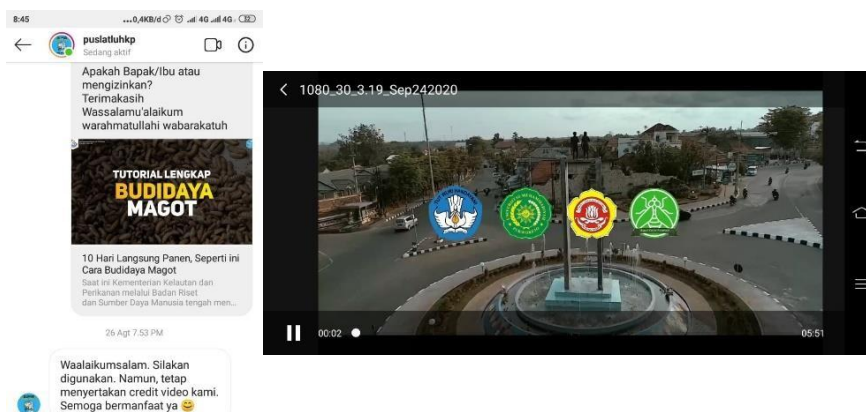 8:45
...0,4KB/d
4G
4G
32
puslatluhkp
Sedang aktif
Apakah Bapak/Ibu atau
mengizinkan?
Terimakasih
Wassalamu'alaikum
warahmatullahi wabarakatuh
TUTORIAL LENGKAP
BUDIDAYA
MAGOT
10 Hari Langsung Panen, Seperti ini
Cara Budidaya Magot
Saat ini Kementerian Kelautan dan
Perikanan melalui Badan Riset
dan Sumber Daya Manusia tengah men...
26 Agt 7.53 PM
Waalaikumsalam. Silakan
digunakan. Namun, tetap
menyertakan credit video kami.
Semoga bermanfaat ya
1080_30_3.19_Sep242020
00:02
05:51